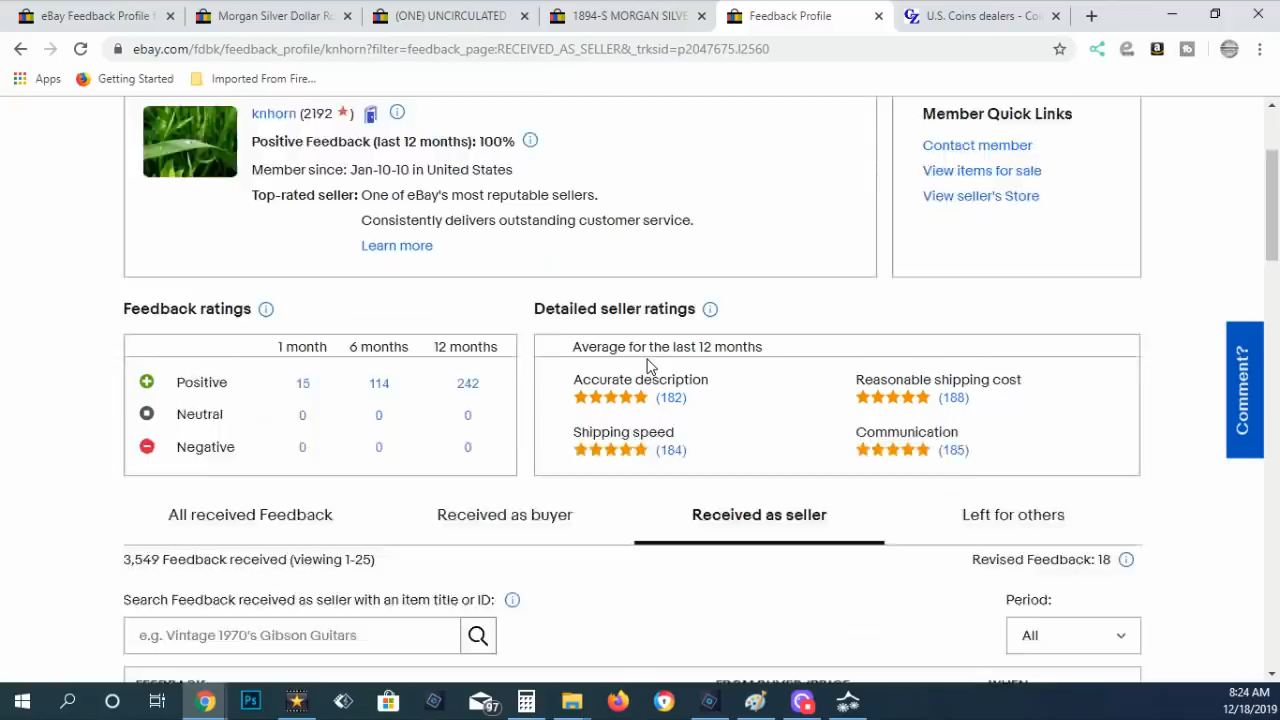 eBay Feedback Profile f
Morgan Silver Dollar Ro
(ONE) UNCIRCULATED
1894-S MORGAN SILVE
Feedback Profile
U.S. Coins dealers - Co
ebay.com/fdbk/feedback_profile/knhorn?filter=feedback_page:RECEIVED_AS_SELLER&_trksid=p2047675.l2560
Apps
Getting Started
Imported From Fire...
knhorn (2192 )
Positive Feedback (last 12 months): 100%
Member since: Jan-10-10 in United States
Top-rated seller: One of eBay's most reputable sellers.
Consistently delivers outstanding customer service.
Learn more
Member Quick Links
Contact member
View items for sale
View seller's Store
Feedback ratings
1 month 6 months 12 months
Positive 15 114 242
Neutral 0 0 0
Negative 0 0 0
Detailed seller ratings
Average for the last 12 months
Accurate description
(182)
Reasonable shipping cost
(188)
Shipping speed
(184)
Communication
(185)
Comment?
All received Feedback
Received as buyer
Received as seller
Left for others
3,549 Feedback received (viewing 1-25)
Revised Feedback: 18
Search Feedback received as seller with an item title or ID:
Period:
e.g. Vintage 1970's Gibson Guitars
All
FEEDBACK
FROM BUYER/PRICE
WHEN
97
8:24 AM
12/18/2019